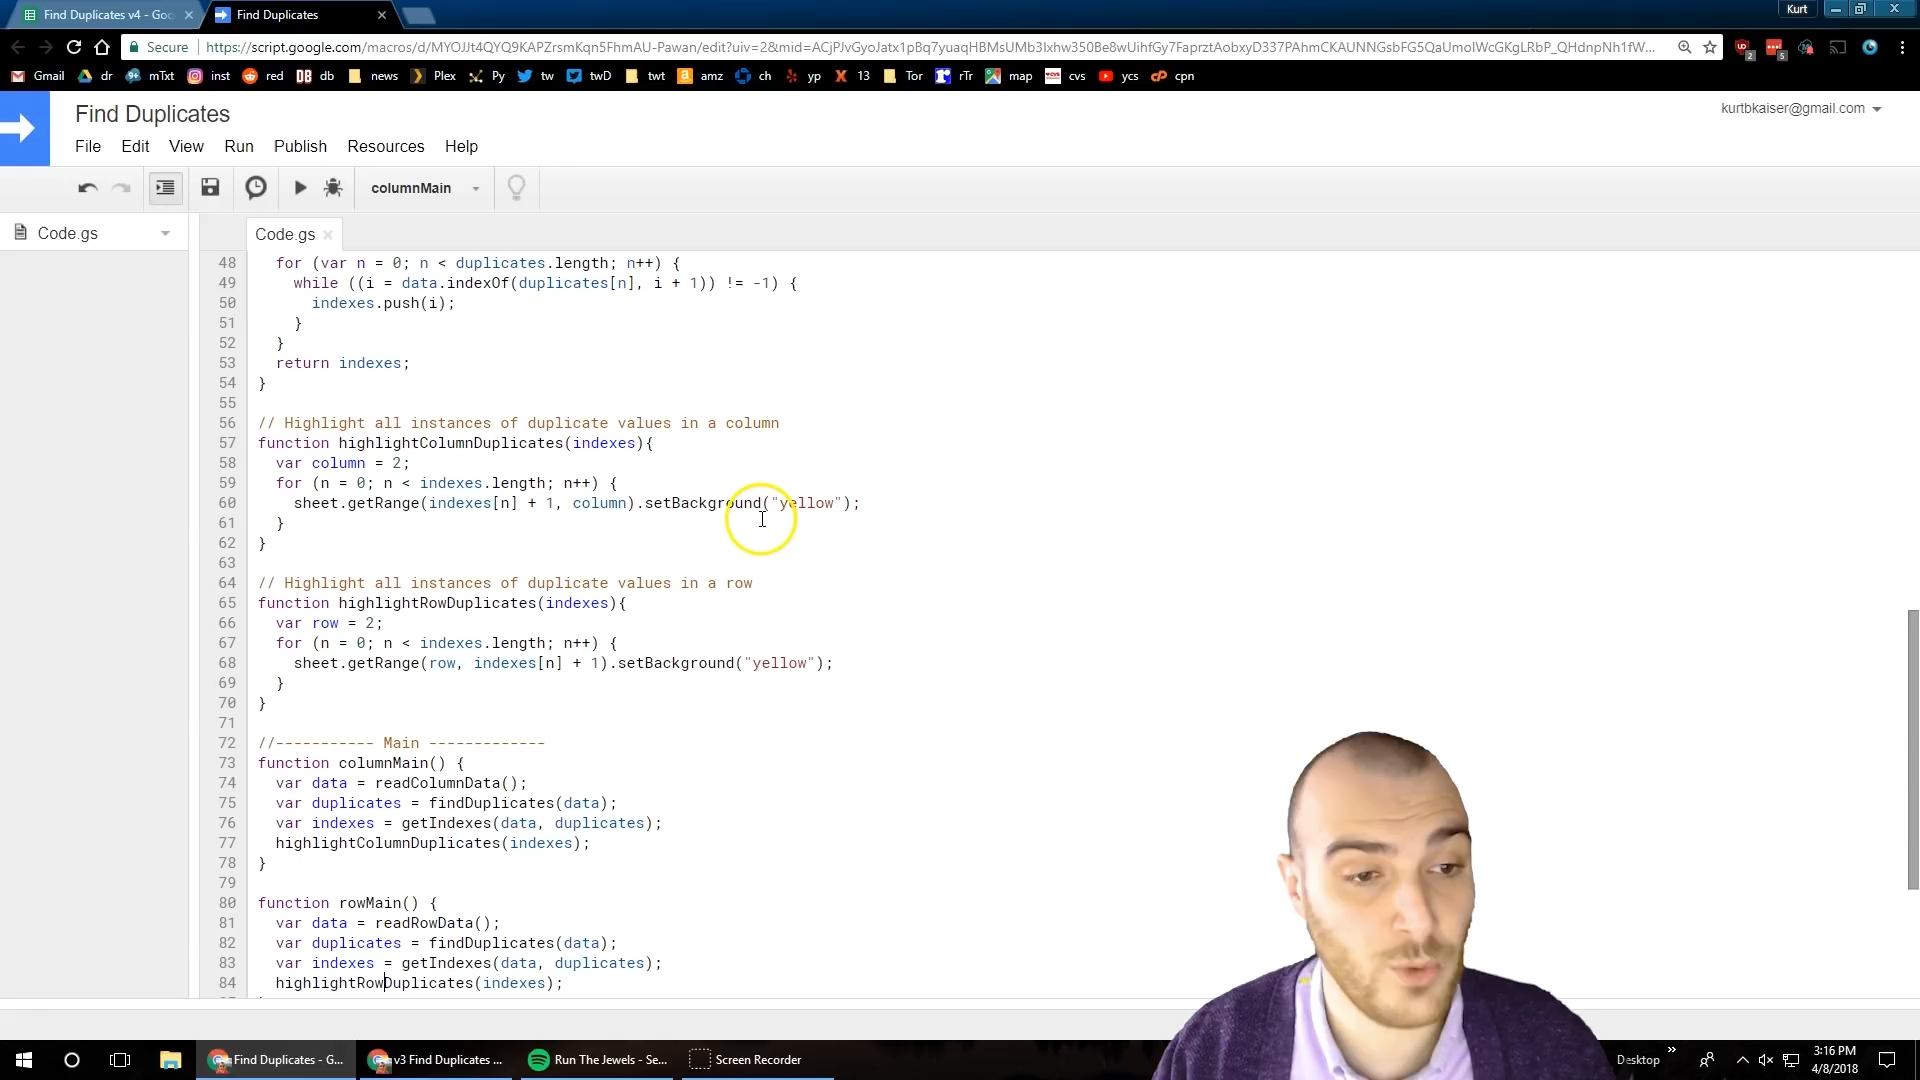 Find Duplicates v4 - Goo
Find Duplicates
Kurt
Secure
https://script.google.com/macros/d/MYOJJt4QYQ9KAPZrsmKqn5FhmAU-Pawan/edit?uiv=2&mid=ACjPJvGyoJatx1pBq7yuaqHBMsUMb3Ixhw350Be8wUihfGy7FaprztAobxyD337PAhmCKAUNNGsbFG5QaUmoIWcGKgLRbP_QHdnpNh1fW...
Gmail dr mTxt inst red DB db news Plex Py tw twD twt amz ch yp X 13 Tor rTr map cvs ycs cP cpn
Find Duplicates
kurtbkaiser@gmail.com
File Edit View Run Publish Resources Help
columnMain
Code.gs
Code.gs
48 for (var n = 0; n < duplicates.length; n++) {
49 while ((i = data.indexOf(duplicates[n], i + 1)) != -1) {
50 indexes.push(i);
51 }
52 }
53 return indexes;
54 }
55
56 // Highlight all instances of duplicate values in a column
57 function highlightColumnDuplicates(indexes){
58 var column = 2;
59 for (n = 0; n < indexes.length; n++) {
60 sheet.getRange(indexes[n] + 1, column).setBackground("yellow");
61 }
62 }
63
64 // Highlight all instances of duplicate values in a row
65 function highlightRowDuplicates(indexes){
66 var row = 2;
67 for (n = 0; n < indexes.length; n++) {
68 sheet.getRange(row, indexes[n] + 1).setBackground("yellow");
69 }
70 }
71
72 //----------- Main -------------
73 function columnMain() {
74 var data = readColumnData();
75 var duplicates = findDuplicates(data);
76 var indexes = getIndexes(data, duplicates);
77 highlightColumnDuplicates(indexes);
78 }
79
80 function rowMain() {
81 var data = readRowData();
82 var duplicates = findDuplicates(data);
83 var indexes = getIndexes(data, duplicates);
84 highlightRowDuplicates(indexes);
Find Duplicates - G...
v3 Find Duplicates ...
Run The Jewels - Se...
Screen Recorder
Desktop
3:16 PM
4/8/2018